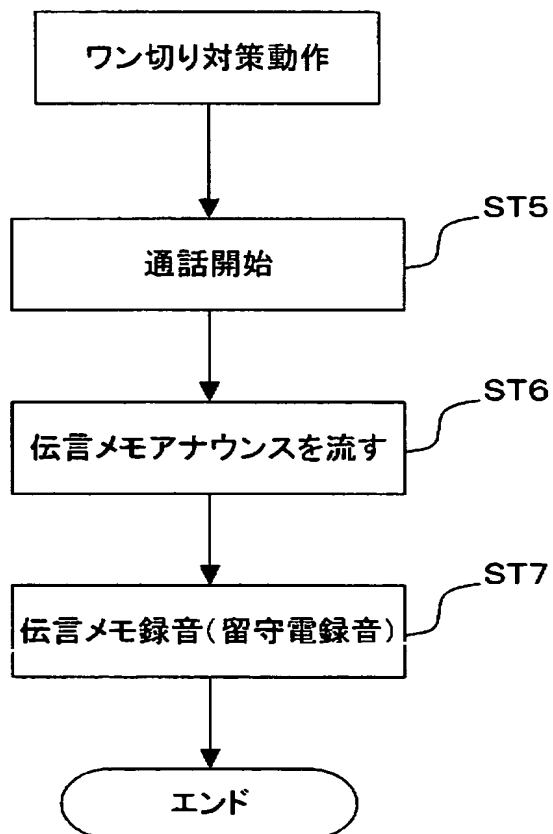 ワン切り対策動作
ST5
通話開始
ST6
伝言メモアナウンスを流す
ST7
伝言メモ録音(留守電録音)
エンド